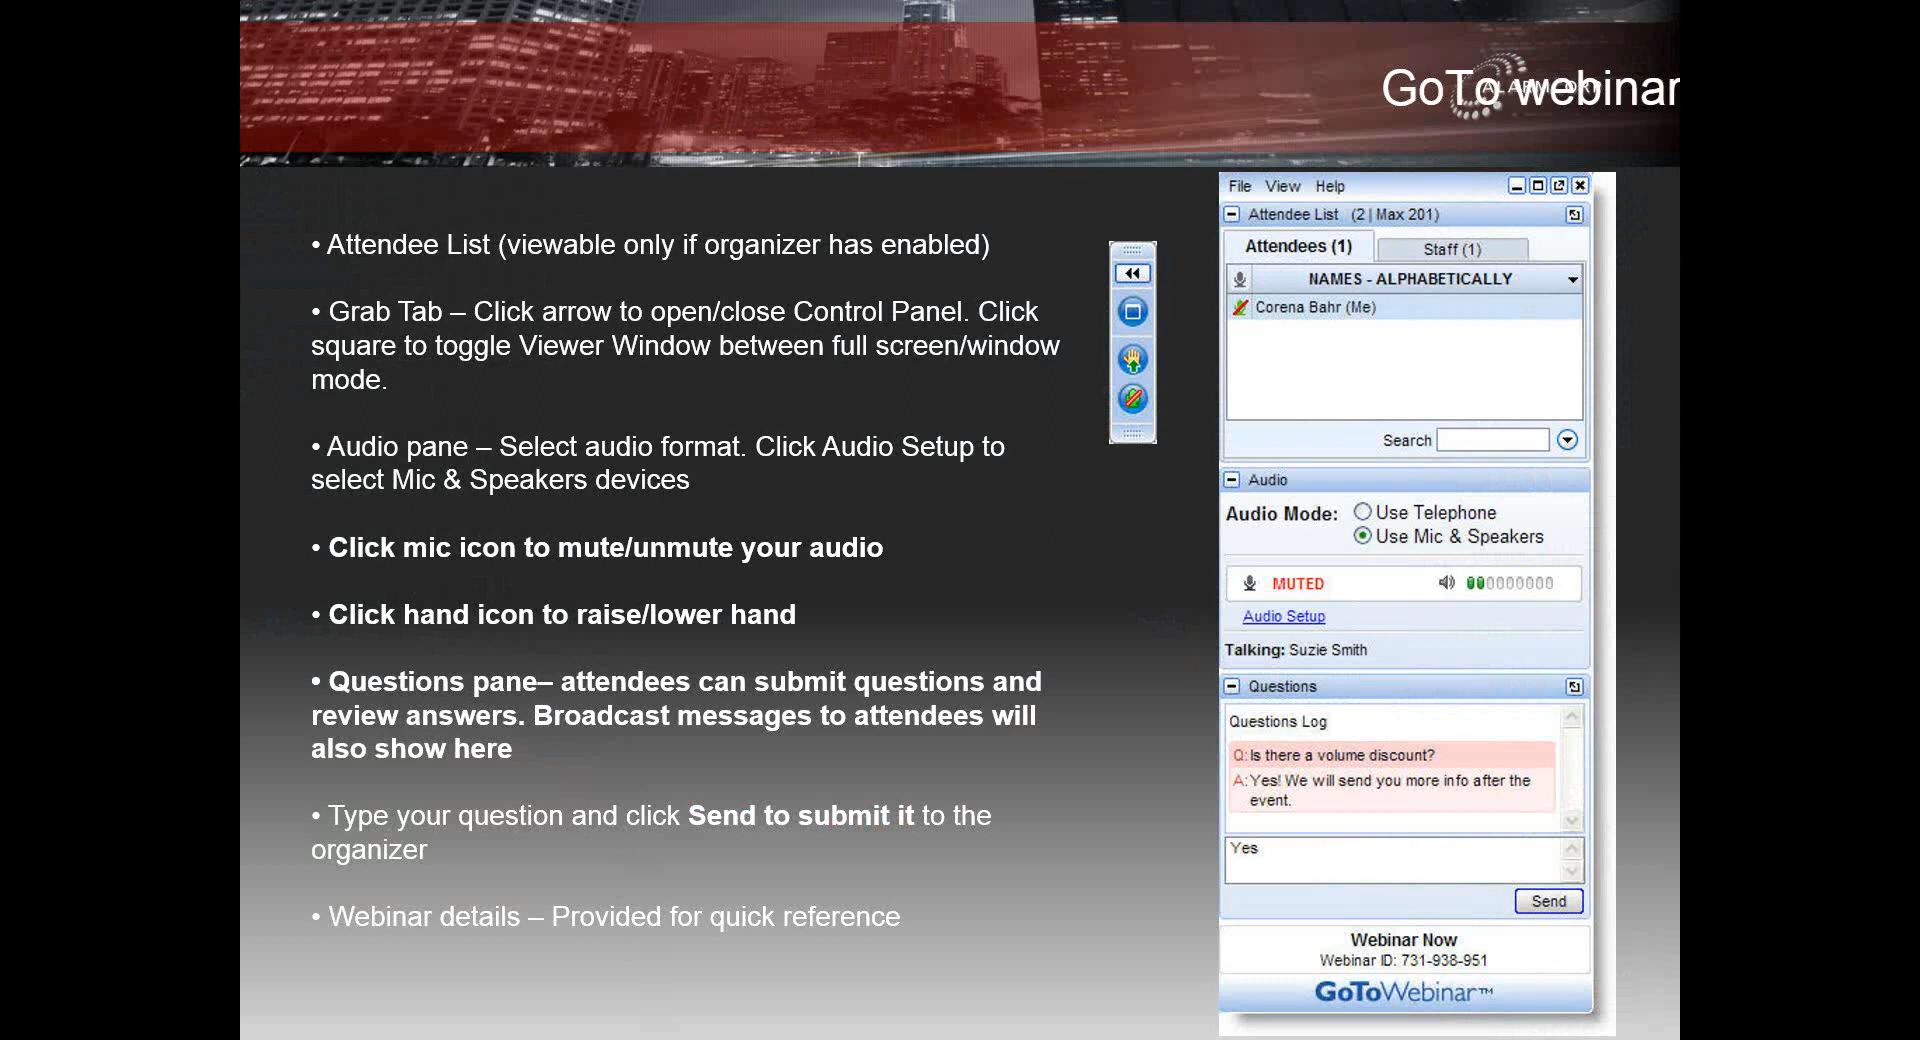 GoTo webinar
• Attendee List (viewable only if organizer has enabled)
• Grab Tab – Click arrow to open/close Control Panel. Click
square to toggle Viewer Window between full screen/window
mode.
• Audio pane – Select audio format. Click Audio Setup to
select Mic & Speakers devices
• Click mic icon to mute/unmute your audio
• Click hand icon to raise/lower hand
• Questions pane– attendees can submit questions and
review answers. Broadcast messages to attendees will
also show here
• Type your question and click Send to submit it to the
organizer
• Webinar details – Provided for quick reference
File View Help
Attendee List (2 | Max 201)
Attendees (1) Staff (1)
NAMES - ALPHABETICALLY
Corena Bahr (Me)
Search
Audio
Audio Mode: Use Telephone
Use Mic & Speakers
MUTED
Audio Setup
Talking: Suzie Smith
Questions
Questions Log
Q: Is there a volume discount?
A: Yes! We will send you more info after the
event.
Yes
Send
Webinar Now
Webinar ID: 731-938-951
GoToWebinar™